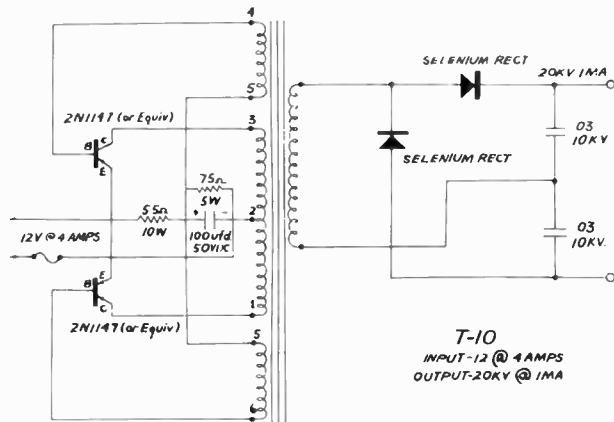 4
5
2N1147 (or Equiv)
C
B
E
3
75Ω
5W
55Ω
10W
+
-
2
100ufd
50VDC
12V @ 4 AMPS
E
B
C
1
2N1147 (or Equiv)
5
6
SELENIUM RECT
20KV 1MA
SELENIUM RECT
03
10KV
03
10KV.
T-10
INPUT-12 @ 4 AMPS
OUTPUT-20KV @ 1MA